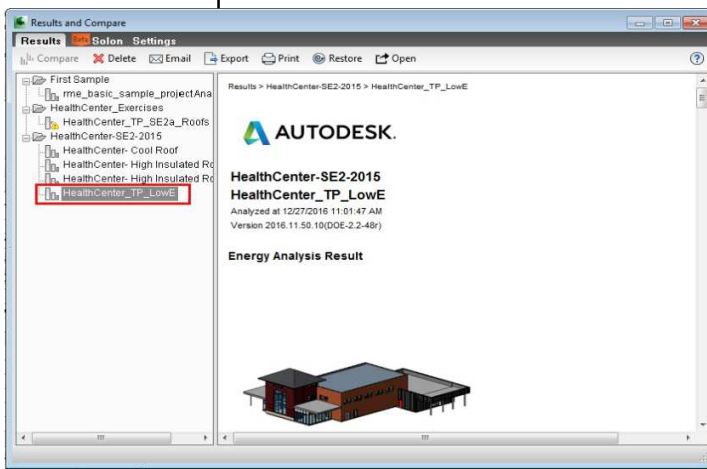 Results and Compare
Results Beta Solon Settings
Compare Delete Email Export Print Restore Open ?
First Sample
rme_basic_sample_projectAna
HealthCenter_Exercises
HealthCenter_TP_SE2a_Roofs
HealthCenter-SE2-2015
HealthCenter- Cool Roof
HealthCenter- High Insulated Ro
HealthCenter- High Insulated Ro
HealthCenter_TP_LowE
Results > HealthCenter-SE2-2015 > HealthCenter_TP_LowE
AUTODESK.
HealthCenter-SE2-2015
HealthCenter_TP_LowE
Analyzed at 12/27/2016 11:01:47 AM
Version 2016.11.50.10(DOE-2.2-48r)
Energy Analysis Result